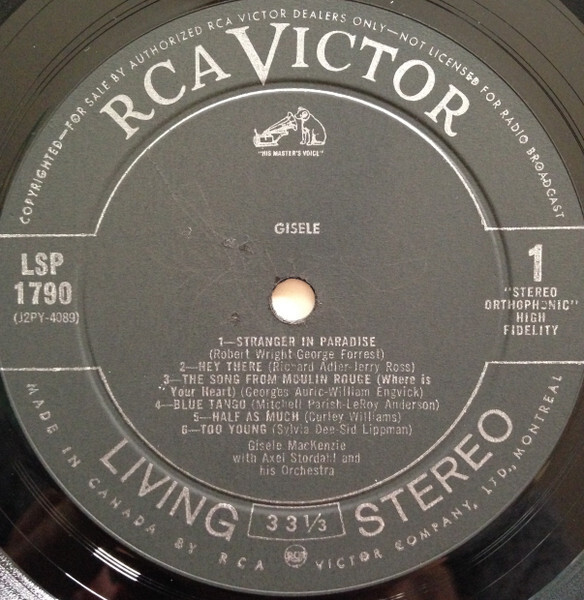 COPYRIGHTED—FOR SALE BY AUTHORIZED RCA VICTOR DEALERS ONLY—NOT LICENSED FOR RADIO BROADCAST
RCA VICTOR
"HIS MASTER'S VOICE"
GISELE
LSP
1790
(J2PY-4089)
1
"STEREO
ORTHOPHONIC"
HIGH
FIDELITY
1—STRANGER IN PARADISE
(Robert Wright-George Forrest)
2—HEY THERE (Richard Adler-Jerry Ross)
3—THE SONG FROM MOULIN ROUGE (Where is
Your Heart) (Georges Auric-William Engvick)
4—BLUE TANGO (Mitchell Parish-LeRoy Anderson)
5—HALF AS MUCH (Curley Williams)
6—TOO YOUNG (Sylvia Dee-Sid Lippman)
Gisele MacKenzie
with Axel Stordahl and
his Orchestra
LIVING STEREO
33 1/3
MADE IN CANADA BY RCA VICTOR COMPANY, LTD., MONTREAL
RCA